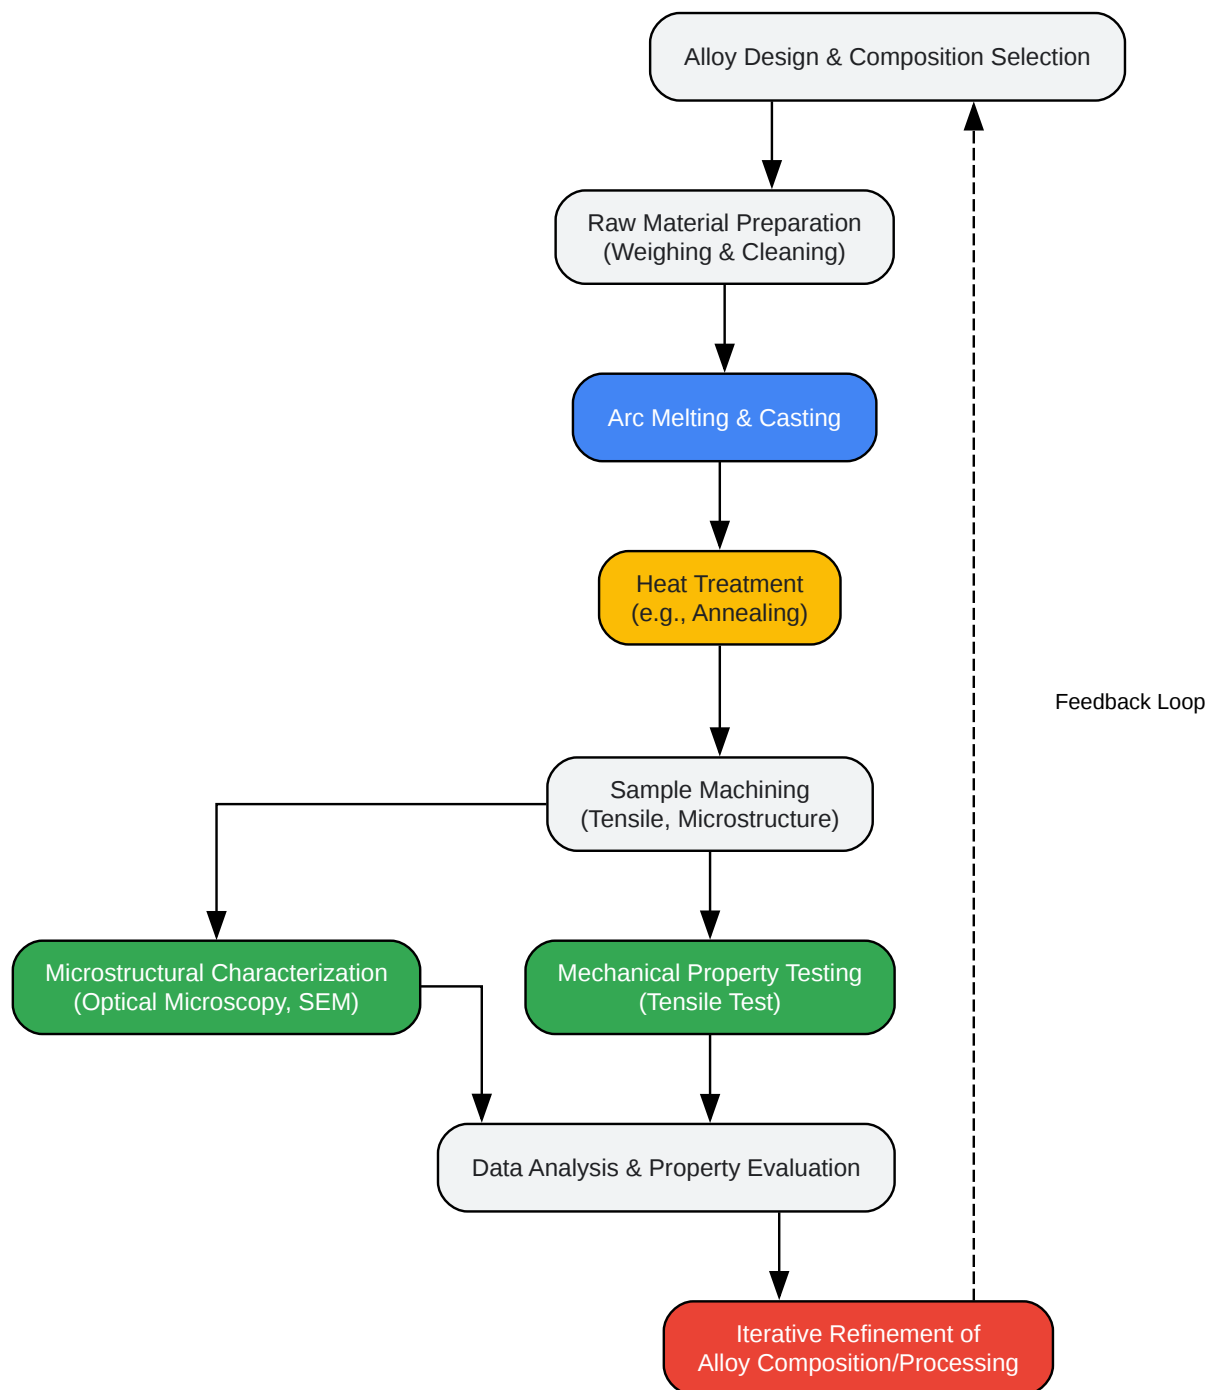 Alloy Design & Composition Selection
Raw Material Preparation
(Weighing & Cleaning)
Arc Melting & Casting
Heat Treatment
(e.g., Annealing)
Feedback Loop
Sample Machining
(Tensile, Microstructure)
Microstructural Characterization
(Optical Microscopy, SEM)
Mechanical Property Testing
(Tensile Test)
Data Analysis & Property Evaluation
Iterative Refinement of
Alloy Composition/Processing